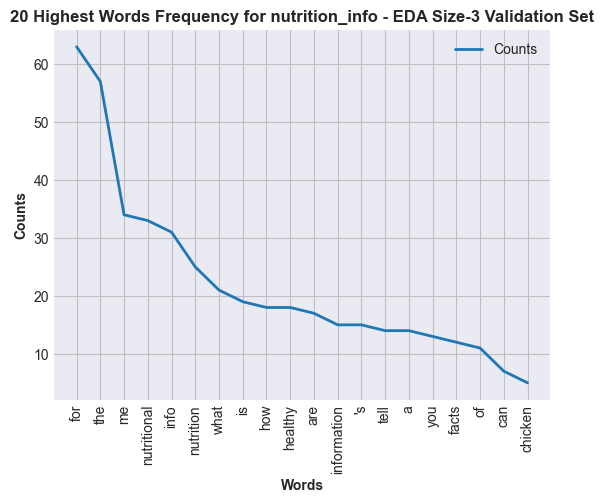 20 Highest Words Frequency for nutrition_info - EDA Size-3 Validation Set
Counts
60
50
40
30
20
10
Counts
for
the
me
nutritional
info
nutrition
what
is
how
healthy
are
information
's
tell
a
you
facts
of
can
chicken
Words